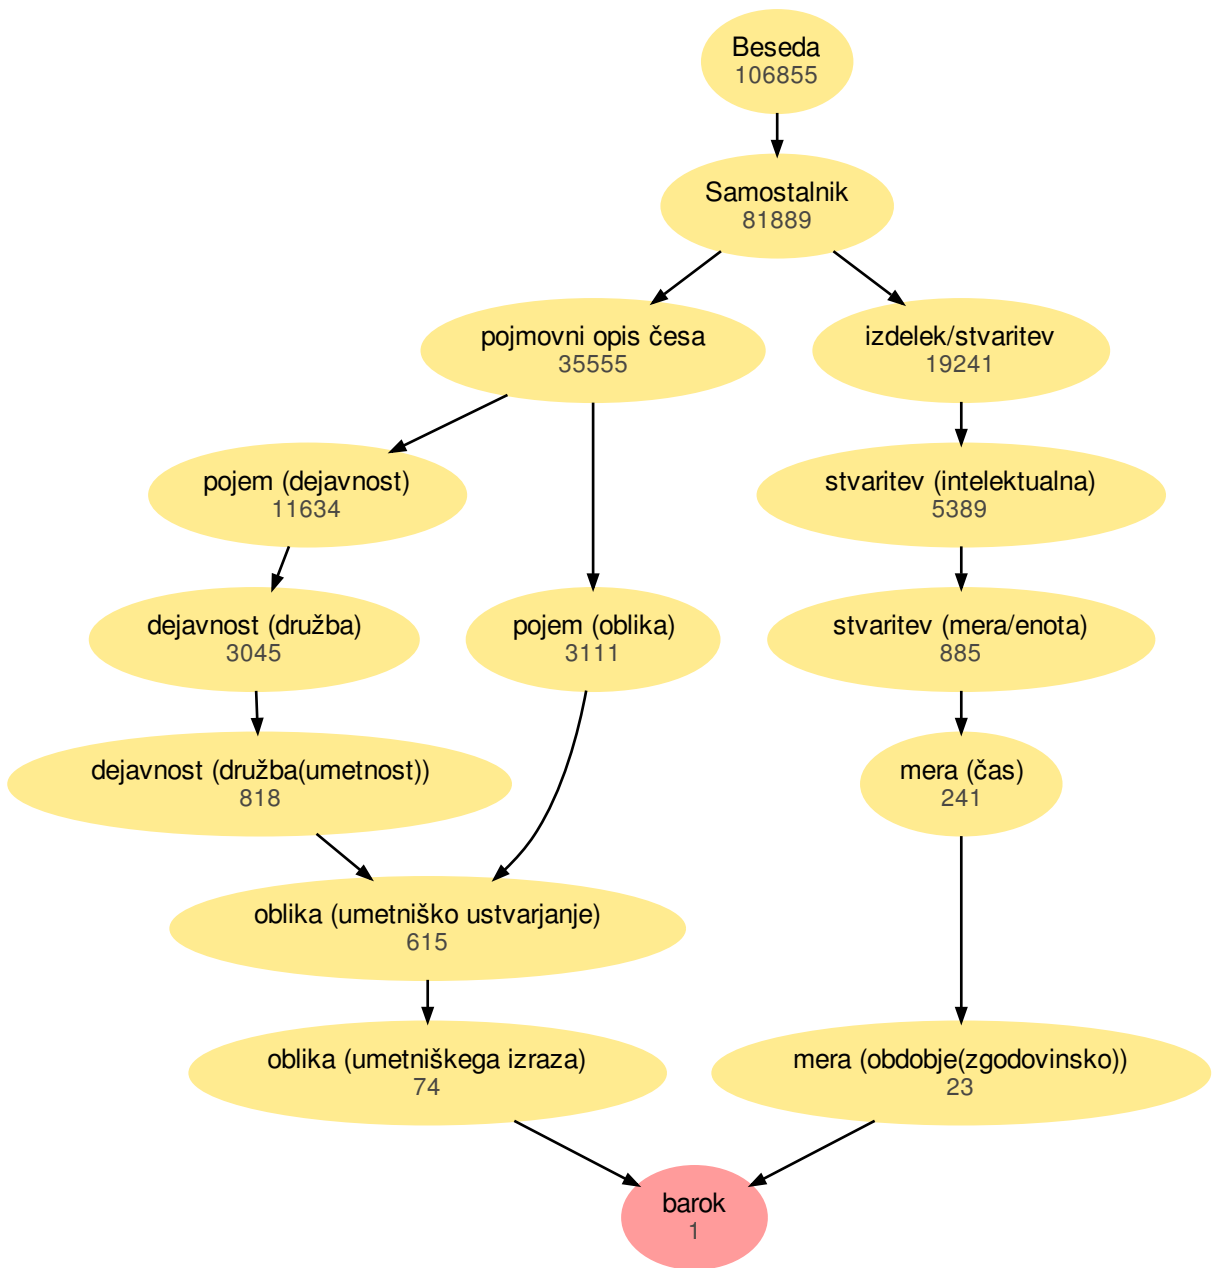 Beseda
106855
Samostalnik
81889
pojmovni opis česa
35555
izdelek/stvaritev
19241
pojem (dejavnost)
11634
stvaritev (intelektualna)
5389
dejavnost (družba)
3045
pojem (oblika)
3111
stvaritev (mera/enota)
885
dejavnost (družba(umetnost))
818
mera (čas)
241
oblika (umetniško ustvarjanje)
615
oblika (umetniškega izraza)
74
mera (obdobje(zgodovinsko))
23
barok
1